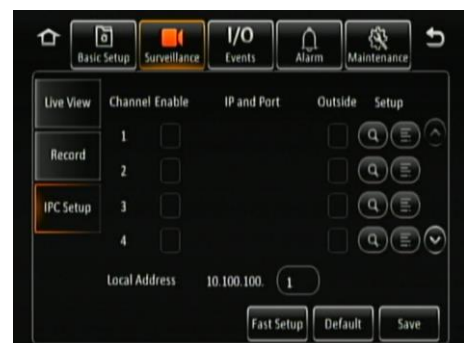 Basic Setup
Surveillance
I/O
Events
Alarm
Maintenance
Live View
Record
IPC Setup
Channel Enable IP and Port Outside Setup
1
2
3
4
Local Address 10.100.100. 1
Fast Setup Default Save